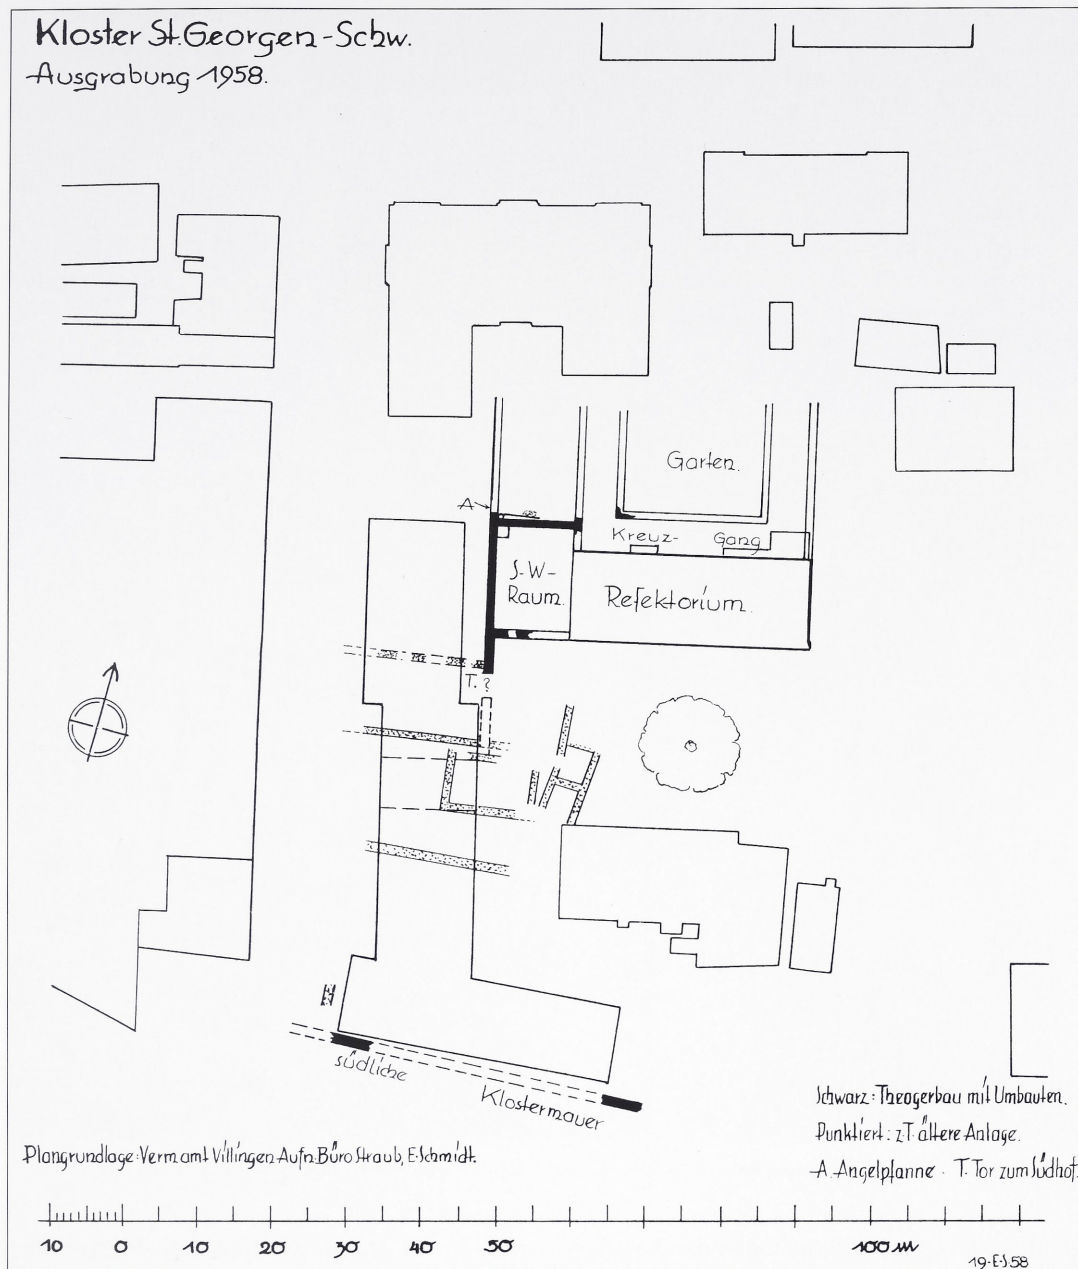 Kloster St.Georgen-Schw.
Ausgrabung 1958.
Garten.
A
Kreuz- Gang
S-W-
Raum.
Refektorium.
T.?
südliche
Klostermauer
Schwarz: Theogerbau mit Umbauten.
Punktiert: z.T. ältere Anlage.
A. Angelpfanne - T. Tor zum Südhof.
Plangrundlage: Verm.amt Villingen Aufn. Büro Straub, E.Schmidt.
10 0 10 20 30 40 50 100 m
19-E.S.58